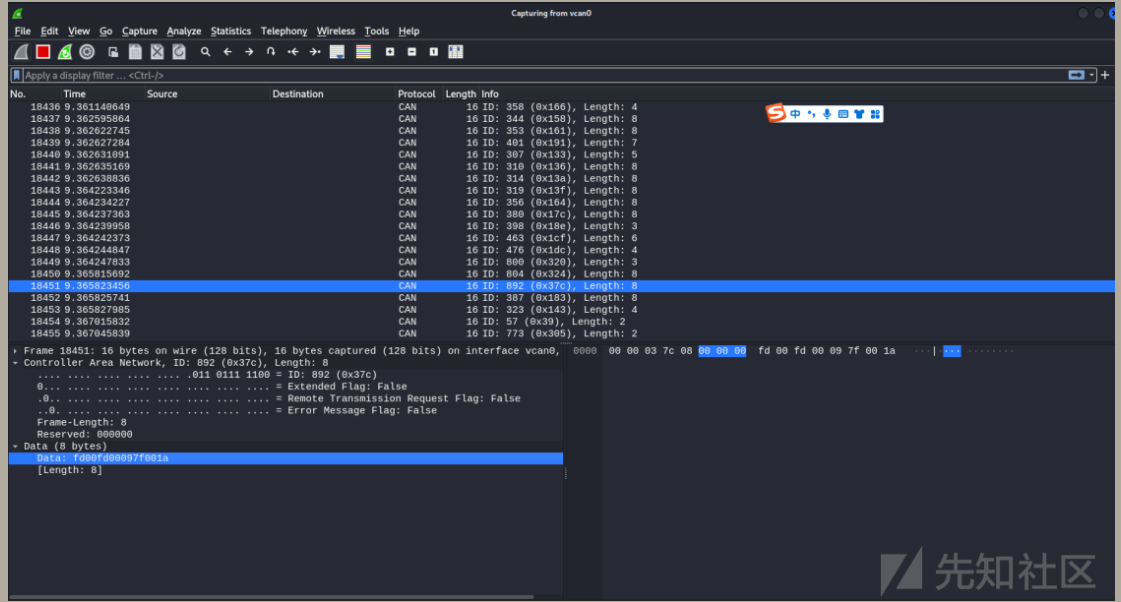 Capturing from vcan0
File Edit View Go Capture Analyze Statistics Telephony Wireless Tools Help
Apply a display filter ... <Ctrl-/>
No. Time Source Destination Protocol Length Info
18436 9.361140649 CAN 16 ID: 358 (0x166), Length: 4
18437 9.362595864 CAN 16 ID: 344 (0x158), Length: 8
18438 9.362622745 CAN 16 ID: 353 (0x161), Length: 8
18439 9.362627284 CAN 16 ID: 401 (0x191), Length: 7
18440 9.362631091 CAN 16 ID: 307 (0x133), Length: 5
18441 9.362635169 CAN 16 ID: 310 (0x136), Length: 8
18442 9.362638836 CAN 16 ID: 314 (0x13a), Length: 8
18443 9.364223346 CAN 16 ID: 319 (0x13f), Length: 8
18444 9.364234227 CAN 16 ID: 356 (0x164), Length: 8
18445 9.364237363 CAN 16 ID: 380 (0x17c), Length: 8
18446 9.364239958 CAN 16 ID: 398 (0x18e), Length: 3
18447 9.364242373 CAN 16 ID: 463 (0x1cf), Length: 6
18448 9.364244847 CAN 16 ID: 476 (0x1dc), Length: 4
18449 9.364247833 CAN 16 ID: 800 (0x320), Length: 3
18450 9.365815692 CAN 16 ID: 804 (0x324), Length: 8
18451 9.365823456 CAN 16 ID: 892 (0x37c), Length: 8
18452 9.365825741 CAN 16 ID: 387 (0x183), Length: 8
18453 9.365827985 CAN 16 ID: 323 (0x143), Length: 4
18454 9.367015832 CAN 16 ID: 57 (0x39), Length: 2
18455 9.367045839 CAN 16 ID: 773 (0x305), Length: 2
中
Frame 18451: 16 bytes on wire (128 bits), 16 bytes captured (128 bits) on interface vcan0,
Controller Area Network, ID: 892 (0x37c), Length: 8
.... .... .... .... .... .011 0111 1100 = ID: 892 (0x37c)
0... .... .... .... .... .... .... .... = Extended Flag: False
.0.. .... .... .... .... .... .... .... = Remote Transmission Request Flag: False
..0. .... .... .... .... .... .... .... = Error Message Flag: False
Frame-Length: 8
Reserved: 000000
Data (8 bytes)
Data: fd00fd00097f001a
[Length: 8]
0000 00 00 03 7c 08 00 00 00 fd 00 fd 00 09 7f 00 1a ···|···· ········
先知社区